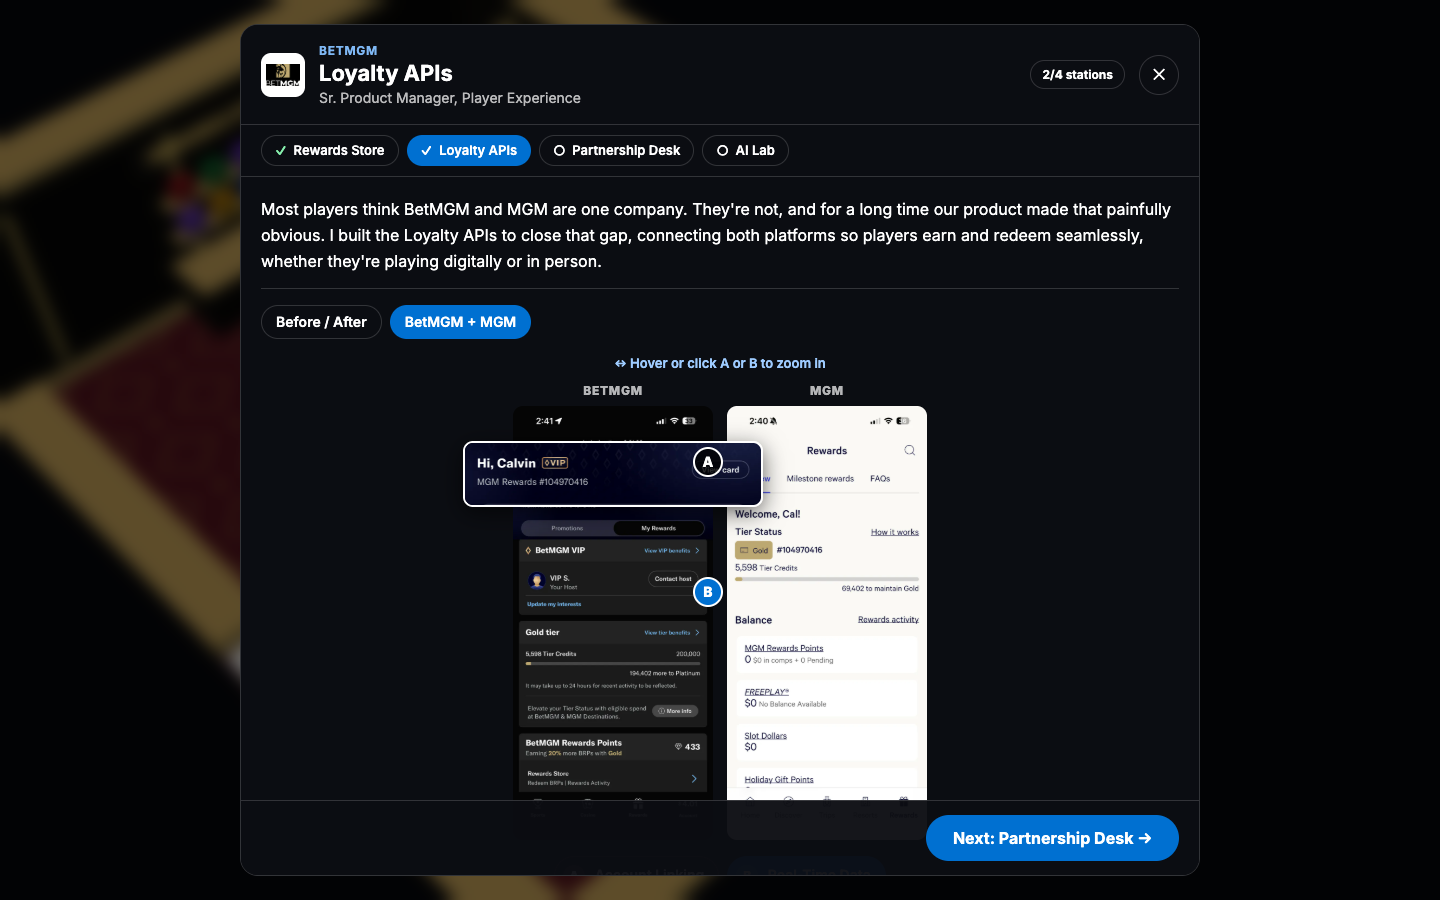 BETMGM
Loyalty APIs
Sr. Product Manager, Player Experience
2/4 stations
BETMGM
Rewards Store
Loyalty APIs
Partnership Desk
AI Lab
Most players think BetMGM and MGM are one company. They're not, and for a long time our product made that painfully
obvious. I built the Loyalty APIs to close that gap, connecting both platforms so players earn and redeem seamlessly,
whether they're playing digitally or in person.
Before / After
BetMGM + MGM
↔ Hover or click A or B to zoom in
BETMGM
2:41
Hi, Calvin
VIP
MGM Rewards #104970416
A
card
Promotions
My Rewards
BetMGM VIP
View VIP benefits
VIP S.
Your Host
Contact host
Update my interests
B
Gold tier
View tier benefits
5,598 Tier Credits
200,000
194,402 more to Platinum
It may take up to 24 hours for recent activity to be reflected.
Elevate your Tier Status with eligible spend
at BetMGM & MGM Destinations.
More info
BetMGM Rewards Points
Earning 20% more BRPs with Gold
433
Rewards Store
Redeem BRPs | Rewards Activity
MGM
2:40
Rewards
Milestone rewards
FAQs
Welcome, Cal!
Tier Status
How it works
Gold
#104970416
5,598 Tier Credits
69,402 to maintain Gold
Balance
Rewards activity
MGM Rewards Points
0 $0 in comps + 0 Pending
FREEPLAY®
$0 No Balance Available
Slot Dollars
$0
Holiday Gift Points
Next: Partnership Desk →